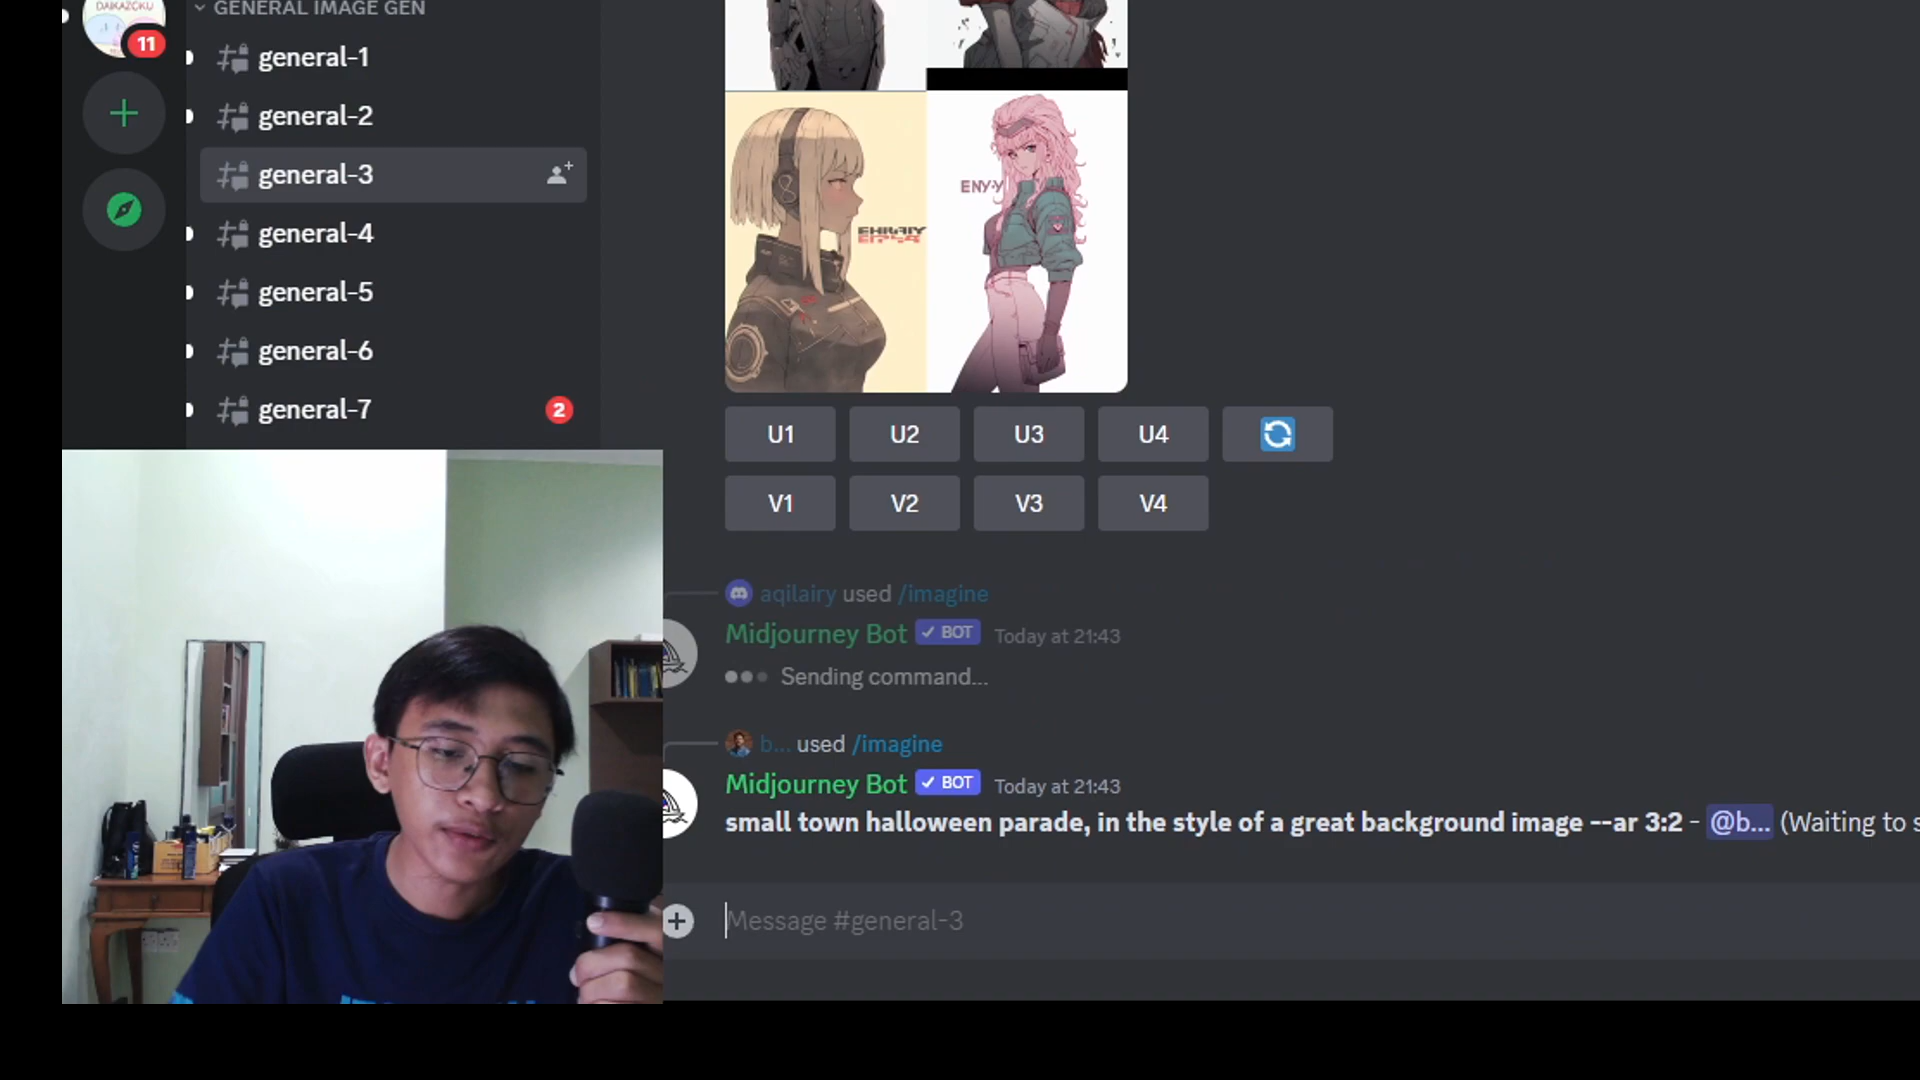 DAIKAZOKU
11
GENERAL IMAGE GEN
general-1
general-2
general-3
general-4
general-5
general-6
general-7
2
ENY-Y
U1
U2
U3
U4
V1
V2
V3
V4
aqilairy used /imagine
Midjourney Bot ✓ BOT Today at 21:43
Sending command...
b... used /imagine
Midjourney Bot ✓ BOT Today at 21:43
small town halloween parade, in the style of a great background image --ar 3:2 - @b... (Waiting to s
Message #general-3